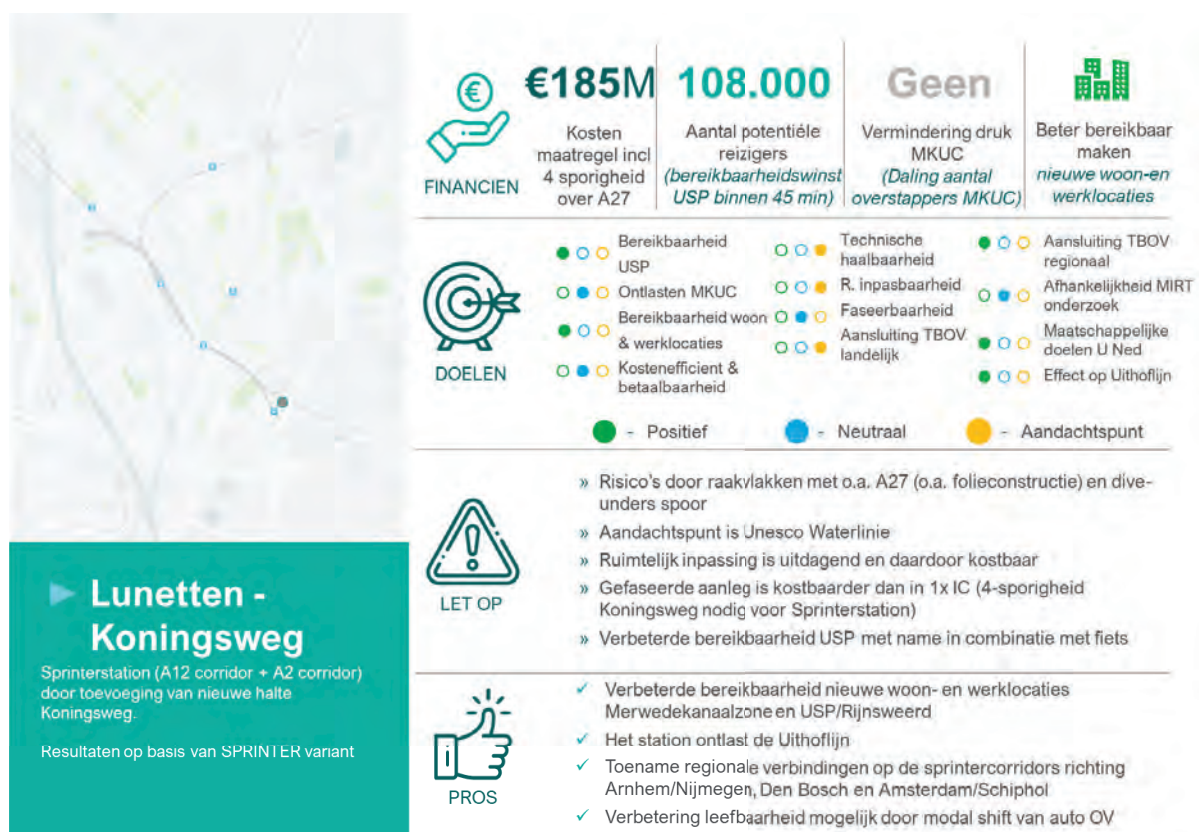 €185M
Kosten
maatregel incl
4 sporigheid
over A27
108.000
Aantal potentiële
reizigers
(bereikbaarheidswinst
USP binnen 45 min)
Geen
Vermindering druk
MKUC
(Daling aantal
overstappers MKUC)
Beter bereikbaar
maken
nieuwe woon-en
werklocaties
FINANCIEN
Bereikbaarheid
USP
Ontlasten MKUC
Bereikbaarheid woon
& werklocaties
Kostenefficient &
betaalbaarheid
Technische
haalbaarheid
R. inpasbaarheid
Faseerbaarheid
Aansluiting TBOV
landelijk
Aansluiting TBOV
regionaal
Afhankelijkheid MIRT
onderzoek
Maatschappelijke
doelen U Ned
Effect op Uithoflijn
DOELEN
- Positief
- Neutraal
- Aandachtspunt
» Risico's door raakvlakken met o.a. A27 (o.a. folieconstructie) en dive-
unders spoor
» Aandachtspunt is Unesco Waterlinie
» Ruimtelijk inpassing is uitdagend en daardoor kostbaar
» Gefaseerde aanleg is kostbaarder dan in 1x IC (4-sporigheid
Koningsweg nodig voor Sprinterstation)
» Verbeterde bereikbaarheid USP met name in combinatie met fiets
LET OP
Lunetten -
Koningsweg
Sprinterstation (A12 corridor + A2 corridor)
door toevoeging van nieuwe halte
Koningsweg.
Resultaten op basis van SPRINTER variant
✓ Verbeterde bereikbaarheid nieuwe woon- en werklocaties
Merwedekanaalzone en USP/Rijnsweerd
✓ Het station ontlast de Uithoflijn
✓ Toename regionale verbindingen op de sprintercorridors richting
Arnhem/Nijmegen, Den Bosch en Amsterdam/Schiphol
✓ Verbetering leefbaarheid mogelijk door modal shift van auto OV
PROS